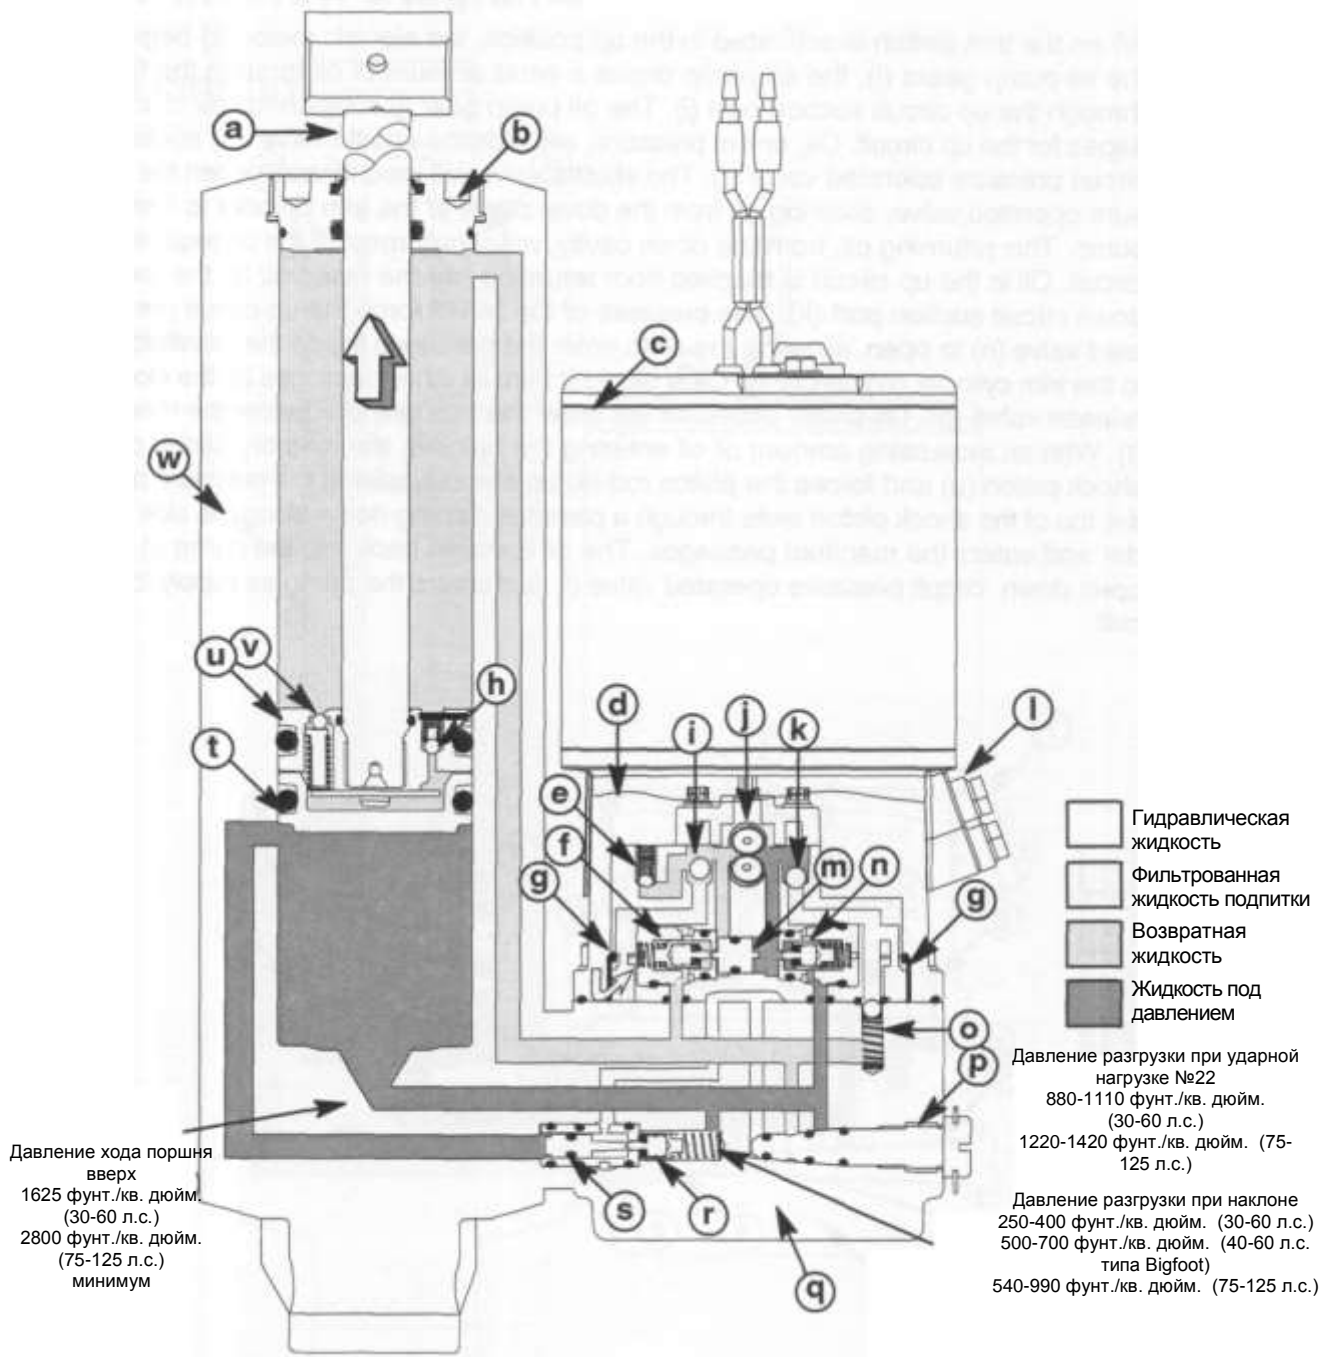 a
b
c
w
u
v
h
d
i
j
k
l
t
e
f
g
m
n
g
o
p
s
r
q
Гидравлическая
жидкость
Фильтрованная
жидкость подпитки
Возвратная
жидкость
Жидкость под
давлением
Давление разгрузки при ударной
нагрузке №22
880-1110 фунт./кв. дюйм.
(30-60 л.с.)
1220-1420 фунт./кв. дюйм. (75-
125 л.с.)
Давление разгрузки при наклоне
250-400 фунт./кв. дюйм. (30-60 л.с.)
500-700 фунт./кв. дюйм. (40-60 л.с.
типа Bigfoot)
540-990 фунт./кв. дюйм. (75-125 л.с.)
Давление хода поршня
вверх
1625 фунт./кв. дюйм.
(30-60 л.с.)
2800 фунт./кв. дюйм.
(75-125 л.с.)
минимум